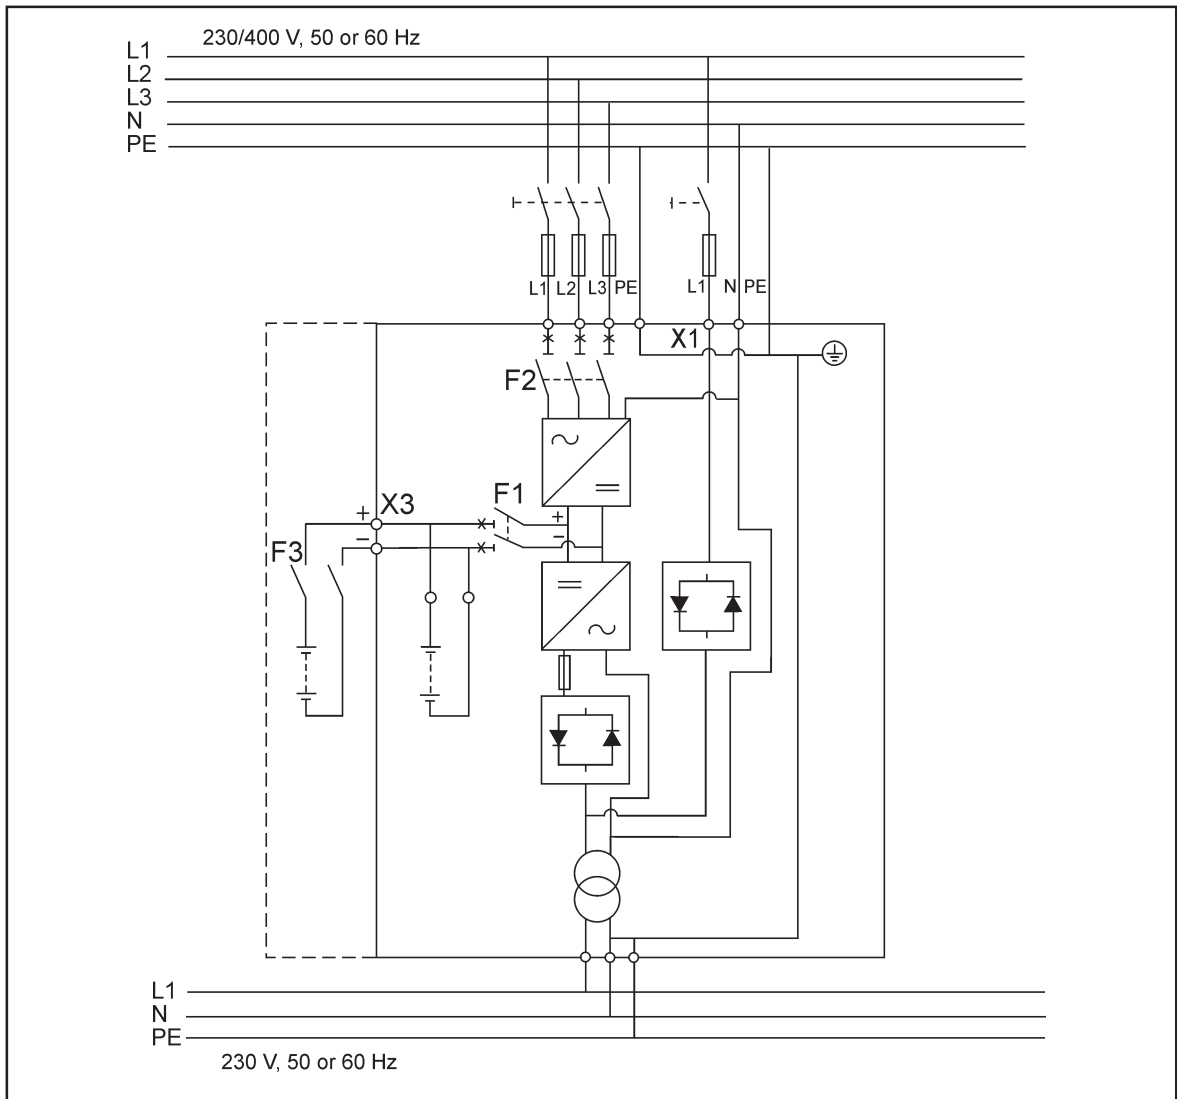 230/400 V, 50 or 60 Hz
L1
L2
L3
N
PE
L1 L2 L3 PE L1 N PE
X1
F2
X3
F1
+ +
- -
F3
L1
N
PE
230 V, 50 or 60 Hz